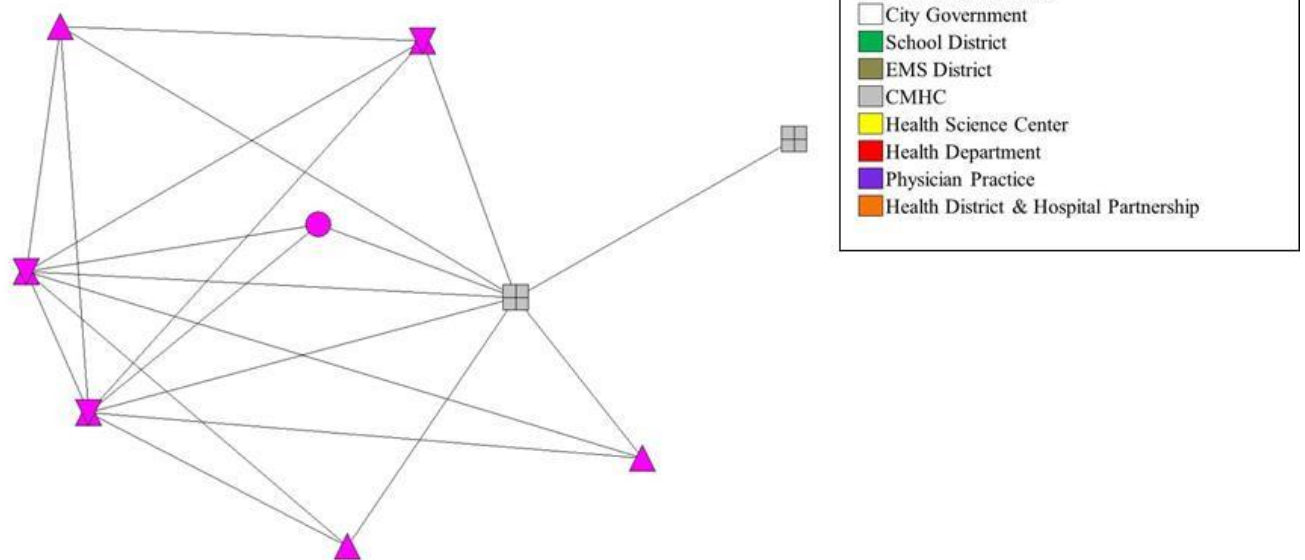 City Government
School District
EMS District
CMHC
Health Science Center
Health Department
Physician Practice
Health District & Hospital Partnership